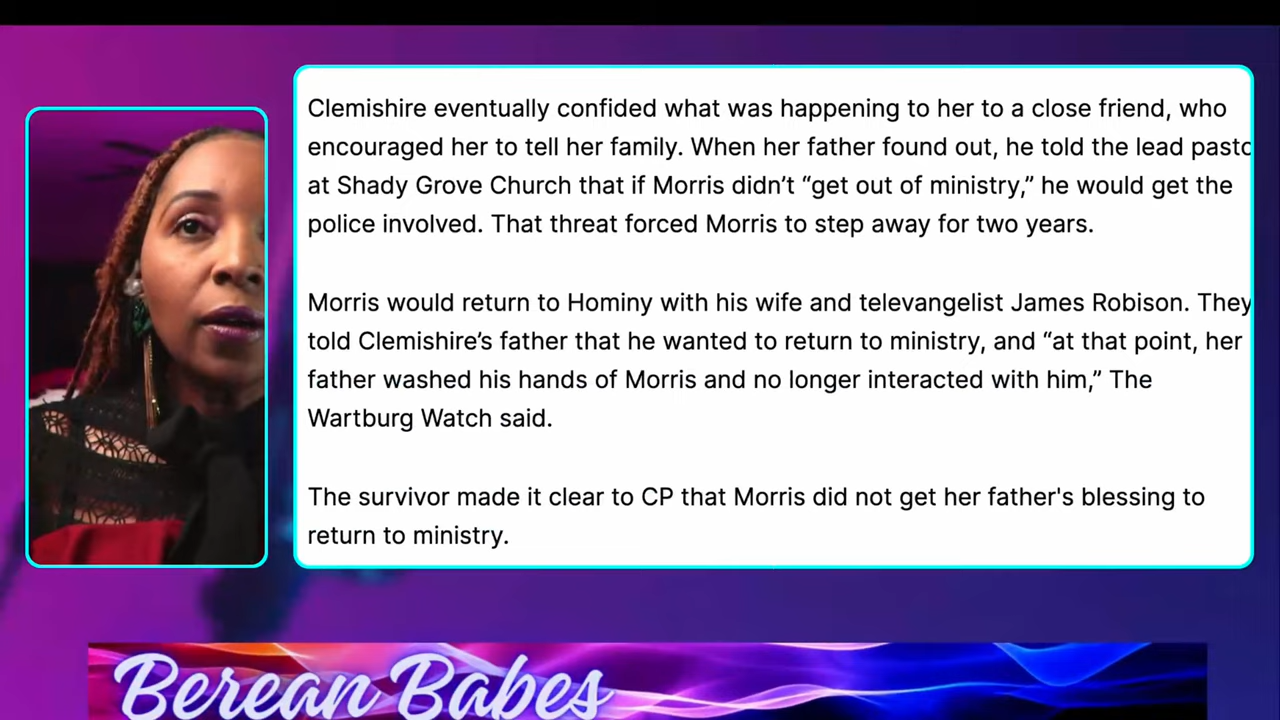 Clemishire eventually confided what was happening to her to a close friend, who
encouraged her to tell her family. When her father found out, he told the lead pasto
at Shady Grove Church that if Morris didn’t “get out of ministry,” he would get the
police involved. That threat forced Morris to step away for two years.
Morris would return to Hominy with his wife and televangelist James Robison. They
told Clemishire’s father that he wanted to return to ministry, and “at that point, her
father washed his hands of Morris and no longer interacted with him,” The
Wartburg Watch said.
The survivor made it clear to CP that Morris did not get her father's blessing to
return to ministry.
Berean Babes